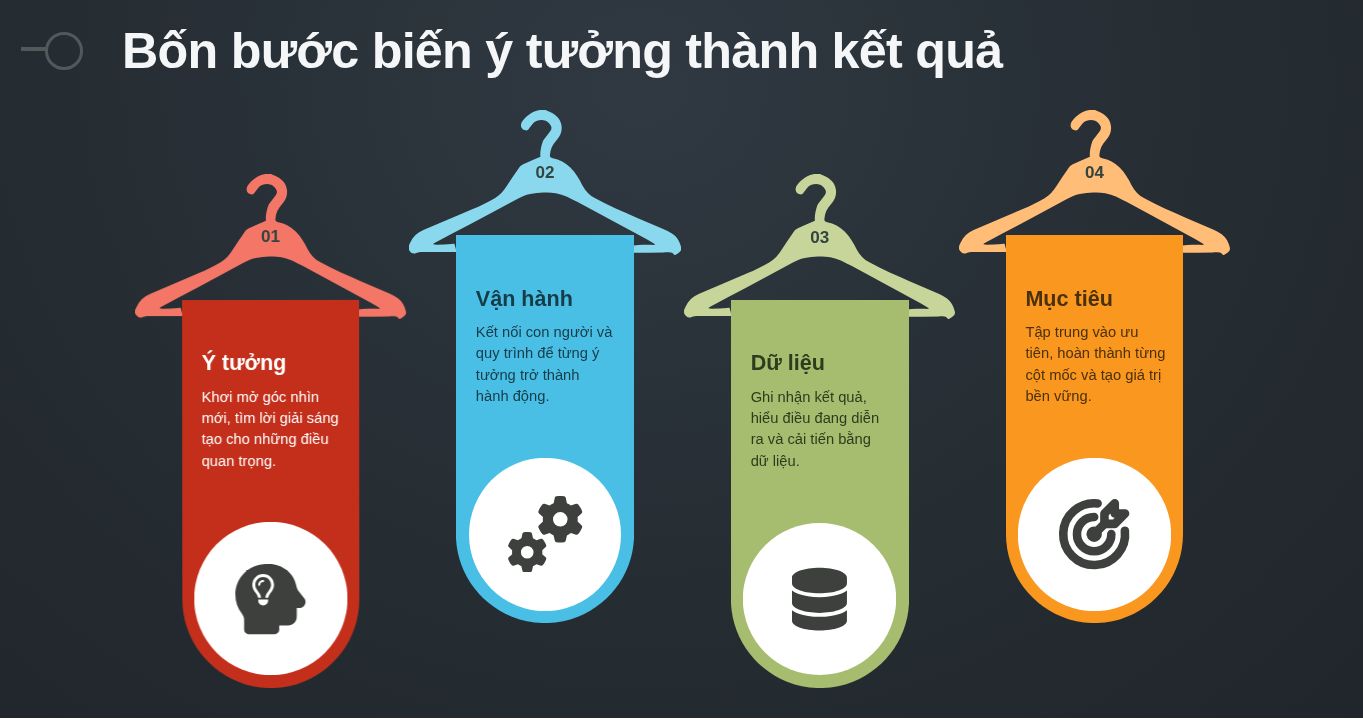 Bốn bước biến ý tưởng thành kết quả
01
Ý tưởng
Khơi mở góc nhìn
mới, tìm lời giải sáng
tạo cho những điều
quan trọng.
02
Vận hành
Kết nối con người và
quy trình để từng ý
tưởng trở thành
hành động.
03
Dữ liệu
Ghi nhận kết quả,
hiểu điều đang diễn
ra và cải tiến bằng
dữ liệu.
04
Mục tiêu
Tập trung vào ưu
tiên, hoàn thành từng
cột mốc và tạo giá trị
bền vững.